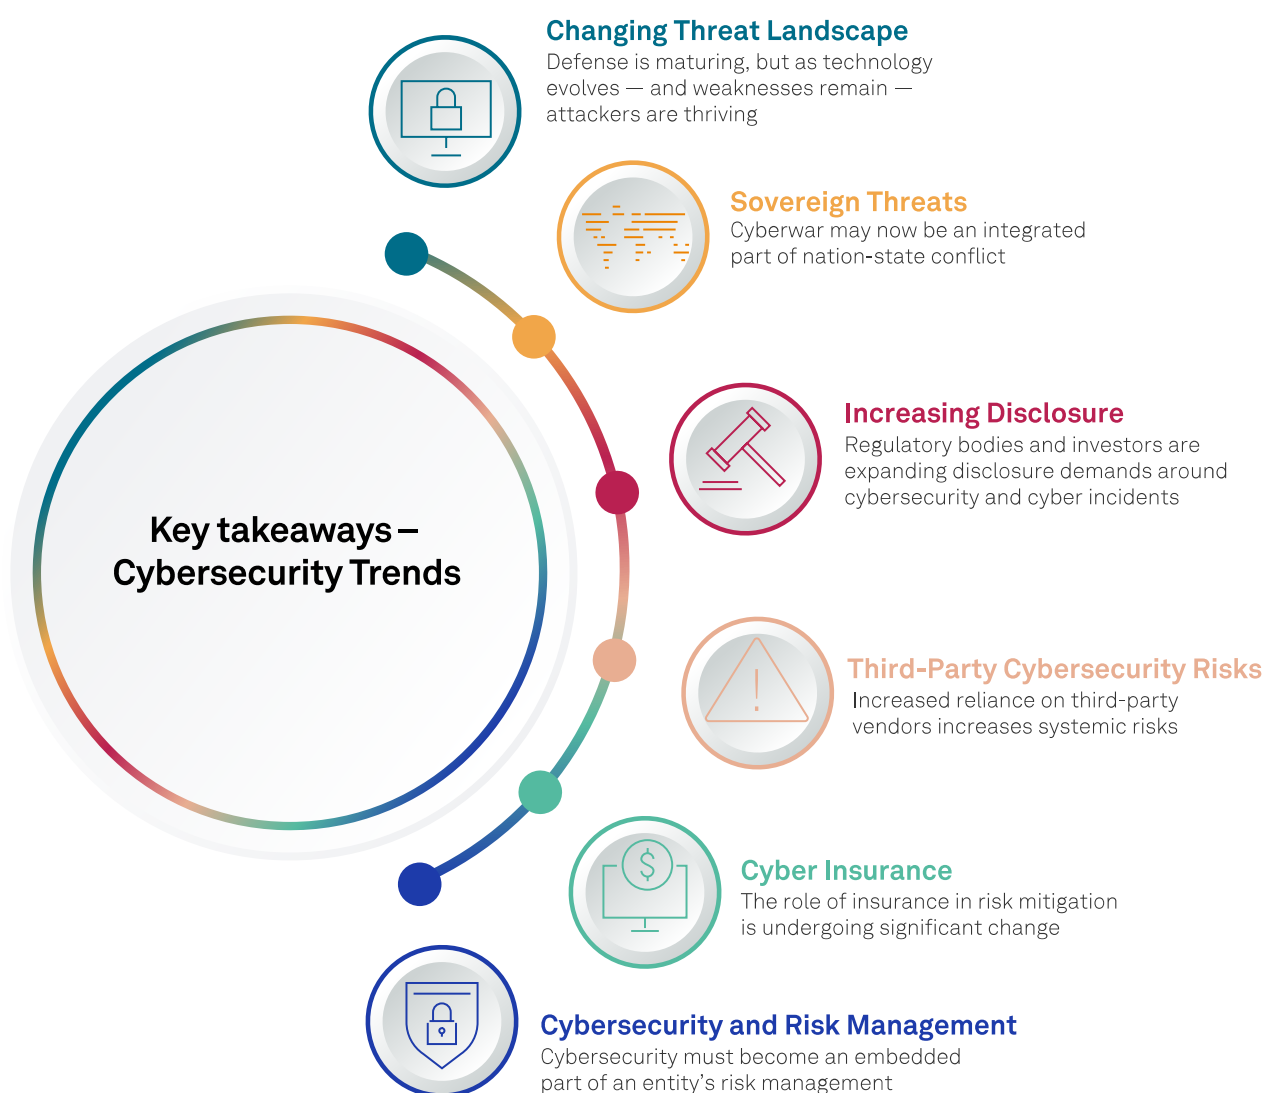 Changing Threat Landscape
Defense is maturing, but as technology
evolves — and weaknesses remain —
attackers are thriving
Sovereign Threats
Cyberwar may now be an integrated
part of nation-state conflict
Increasing Disclosure
Regulatory bodies and investors are
expanding disclosure demands around
cybersecurity and cyber incidents
Key takeaways –
Cybersecurity Trends
Third-Party Cybersecurity Risks
Increased reliance on third-party
vendors increases systemic risks
Cyber Insurance
The role of insurance in risk mitigation
is undergoing significant change
Cybersecurity and Risk Management
Cybersecurity must become an embedded
part of an entity’s risk management